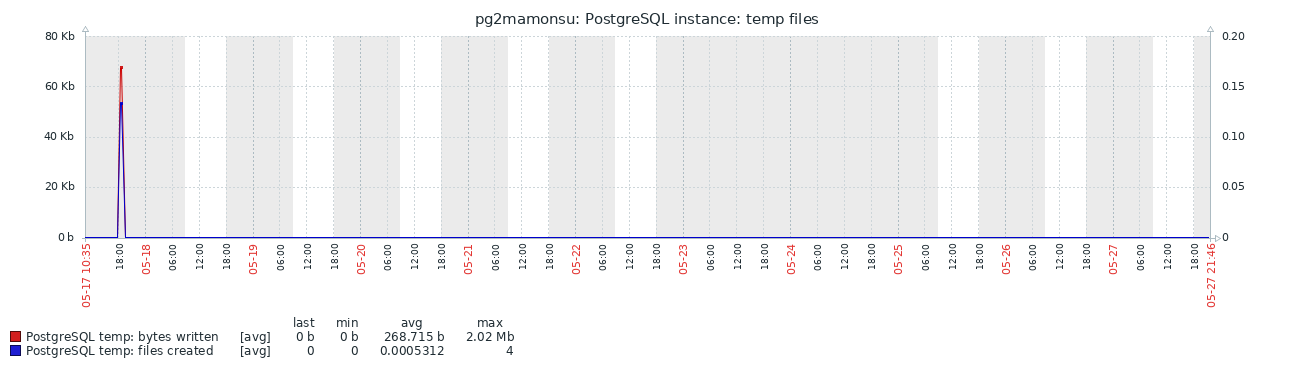 pg2mamonsu: PostgreSQL instance: temp files
80 Kb 0.20
60 Kb 0.15
40 Kb 0.10
20 Kb 0.05
0 b 0
05-17 10:35 18:00 05-18 06:00 12:00 18:00 05-19 06:00 12:00 18:00 05-20 06:00 12:00 18:00 05-21 06:00 12:00 18:00 05-22 06:00 12:00 18:00 05-23 06:00 12:00 18:00 05-24 06:00 12:00 18:00 05-25 06:00 12:00 18:00 05-26 06:00 12:00 18:00 05-27 06:00 12:00 18:00 05-27 21:46
last min avg max
PostgreSQL temp: bytes written [avg] 0 b 0 b 268.715 b 2.02 Mb
PostgreSQL temp: files created [avg] 0 0 0.0005312 4